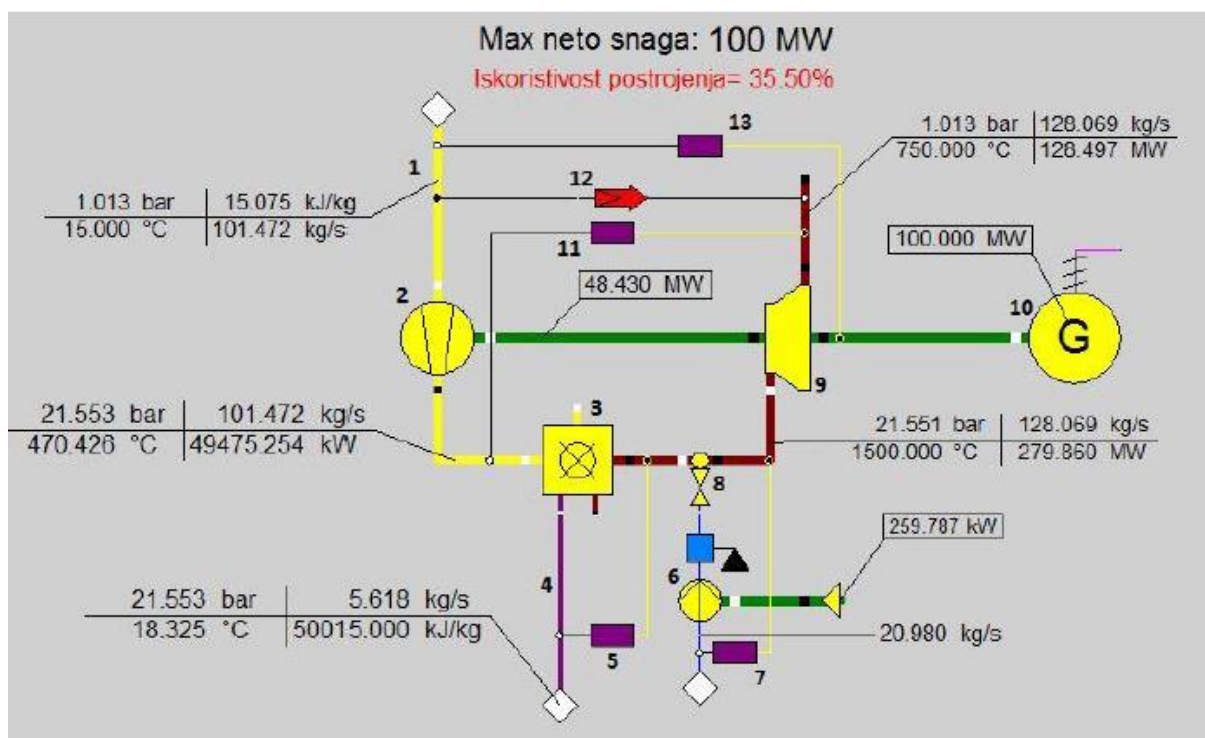 Max neto snaga: 100 MW
Iskoristivost postrojenja= 35.50%
13
1.013 bar 128.069 kg/s
750.000 °C 128.497 MW
1
12
1.013 bar 15.075 kJ/kg
15.000 °C 101.472 kg/s
11
100.000 MW
48.430 MW
2
10
G
9
3
21.553 bar 101.472 kg/s
470.426 °C 49475.254 kW
21.551 bar 128.069 kg/s
1500.000 °C 279.860 MW
8
259.787 kW
4
6
21.553 bar 5.618 kg/s
18.325 °C 50015.000 kJ/kg
20.980 kg/s
5
7